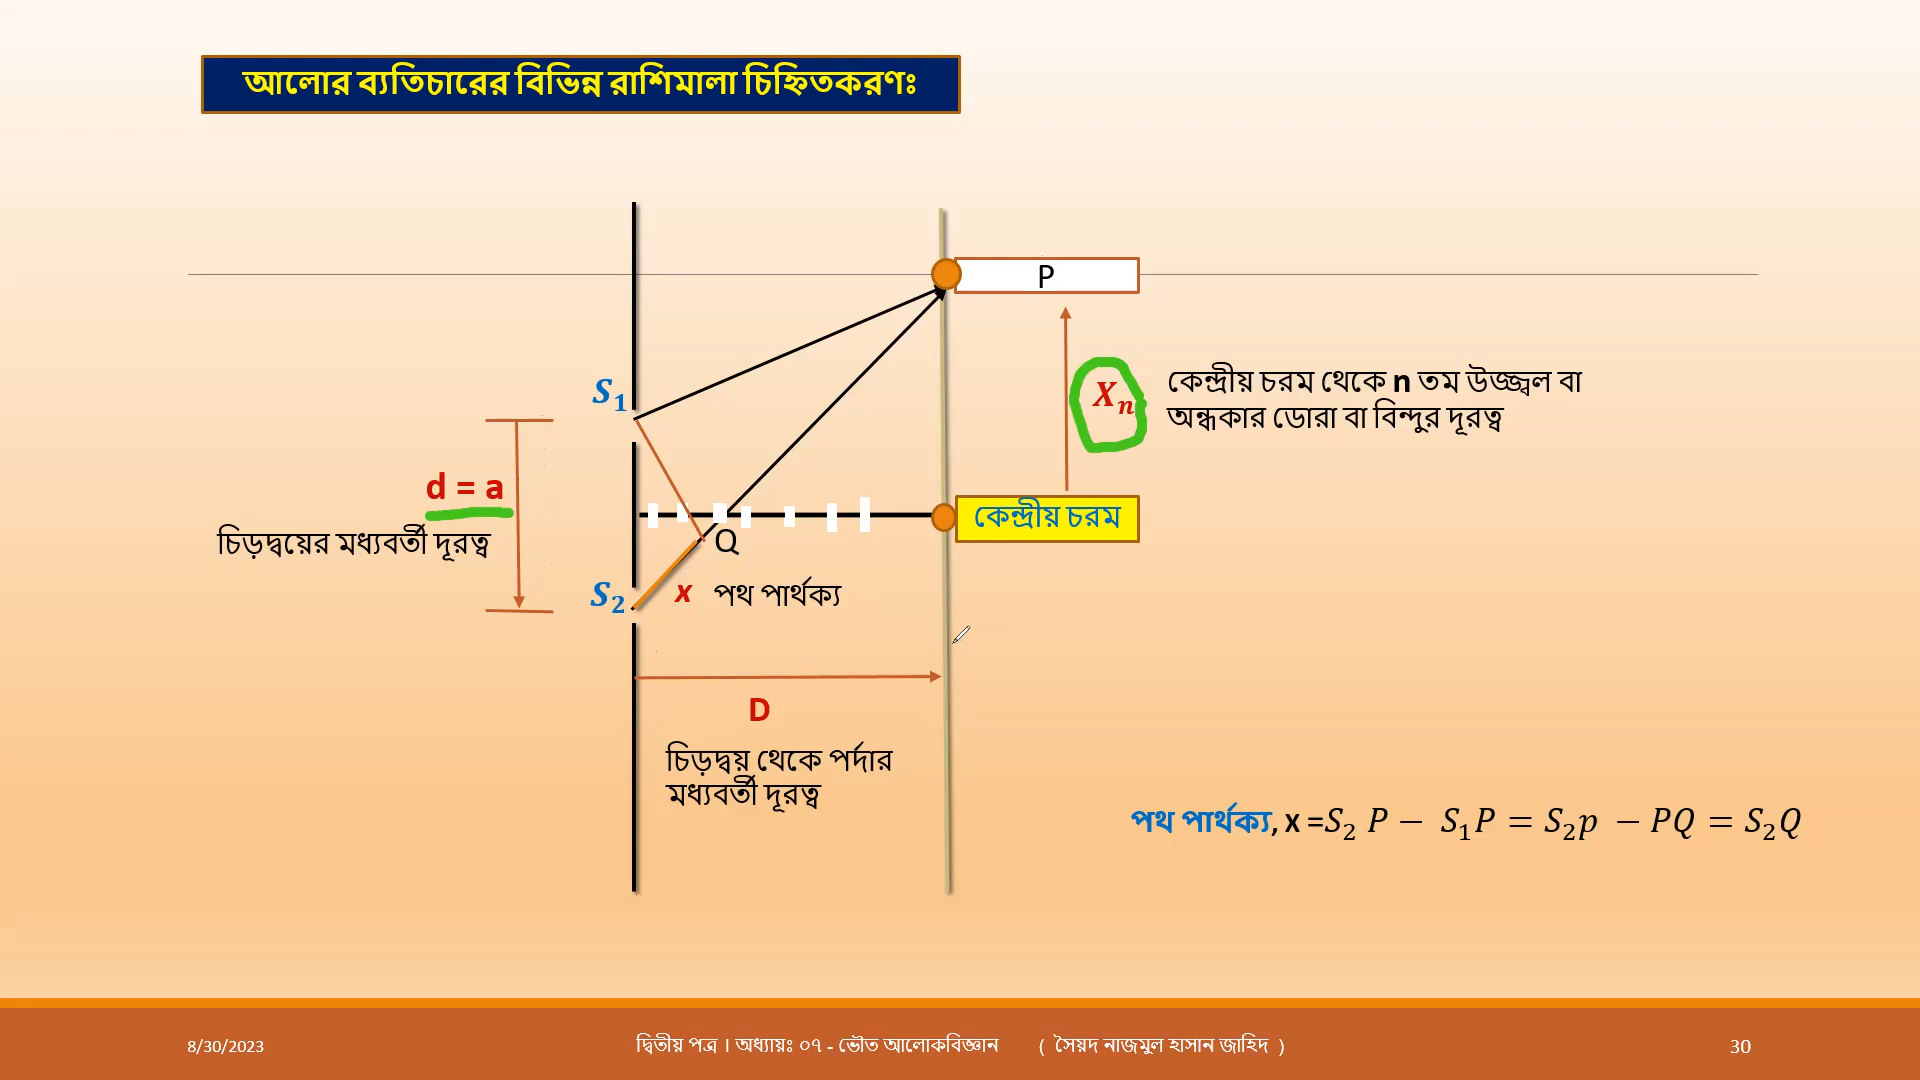 আলোর ব্যতিচারের বিভিন্ন রাশিমালা চিহ্নিতকরণঃ
P
S₁
Xₙ
কেন্দ্রীয় চরম থেকে n তম উজ্জ্বল বা
অন্ধকার ডোরা বা বিন্দুর দূরত্ব
d = a
চিড়দ্বয়ের মধ্যবর্তী দূরত্ব
কেন্দ্রীয় চরম
Q
S₂
x পথ পার্থক্য
D
চিড়দ্বয় থেকে পর্দার
মধ্যবর্তী দূরত্ব
পথ পার্থক্য, x =S₂ P − S₁P = S₂p − PQ = S₂Q
8/30/2023
দ্বিতীয় পত্র । অধ্যায়ঃ ০৭ - ভৌত আলোকবিজ্ঞান ( সৈয়দ নাজমুল হাসান জাহিদ )
30